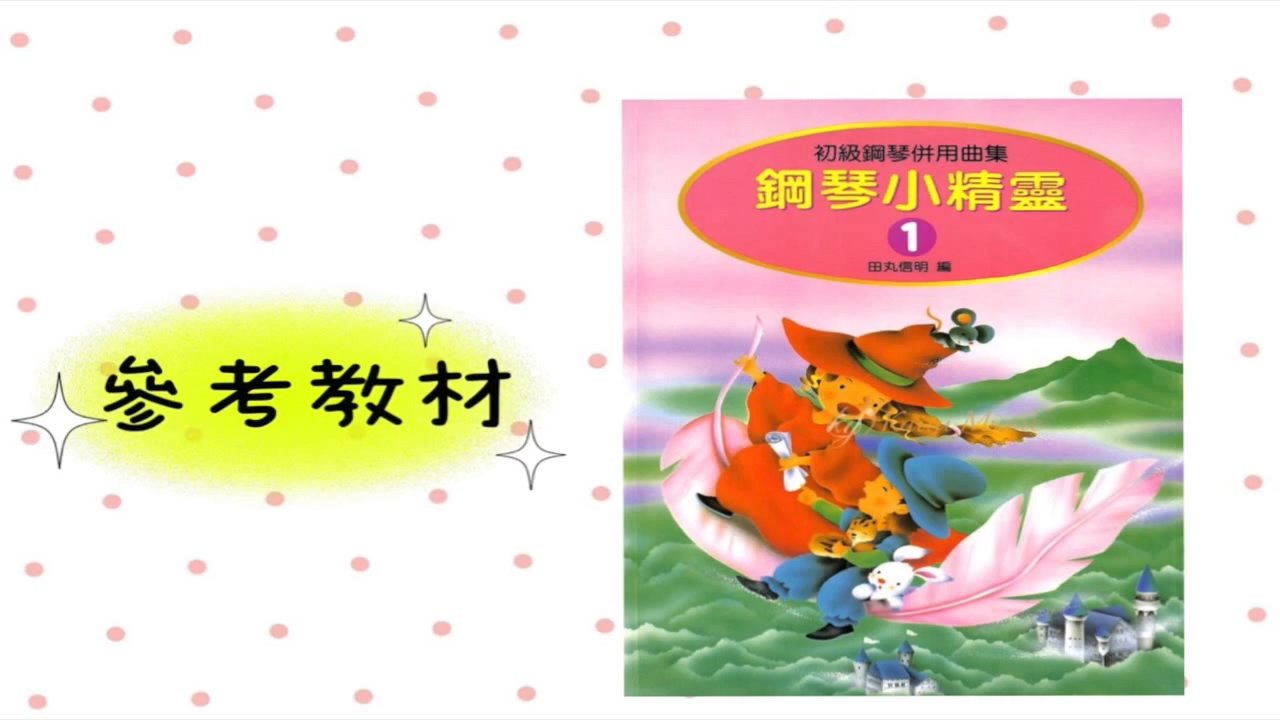 參考教材
初級鋼琴併用曲集
鋼琴小精靈
1
田丸信明 編